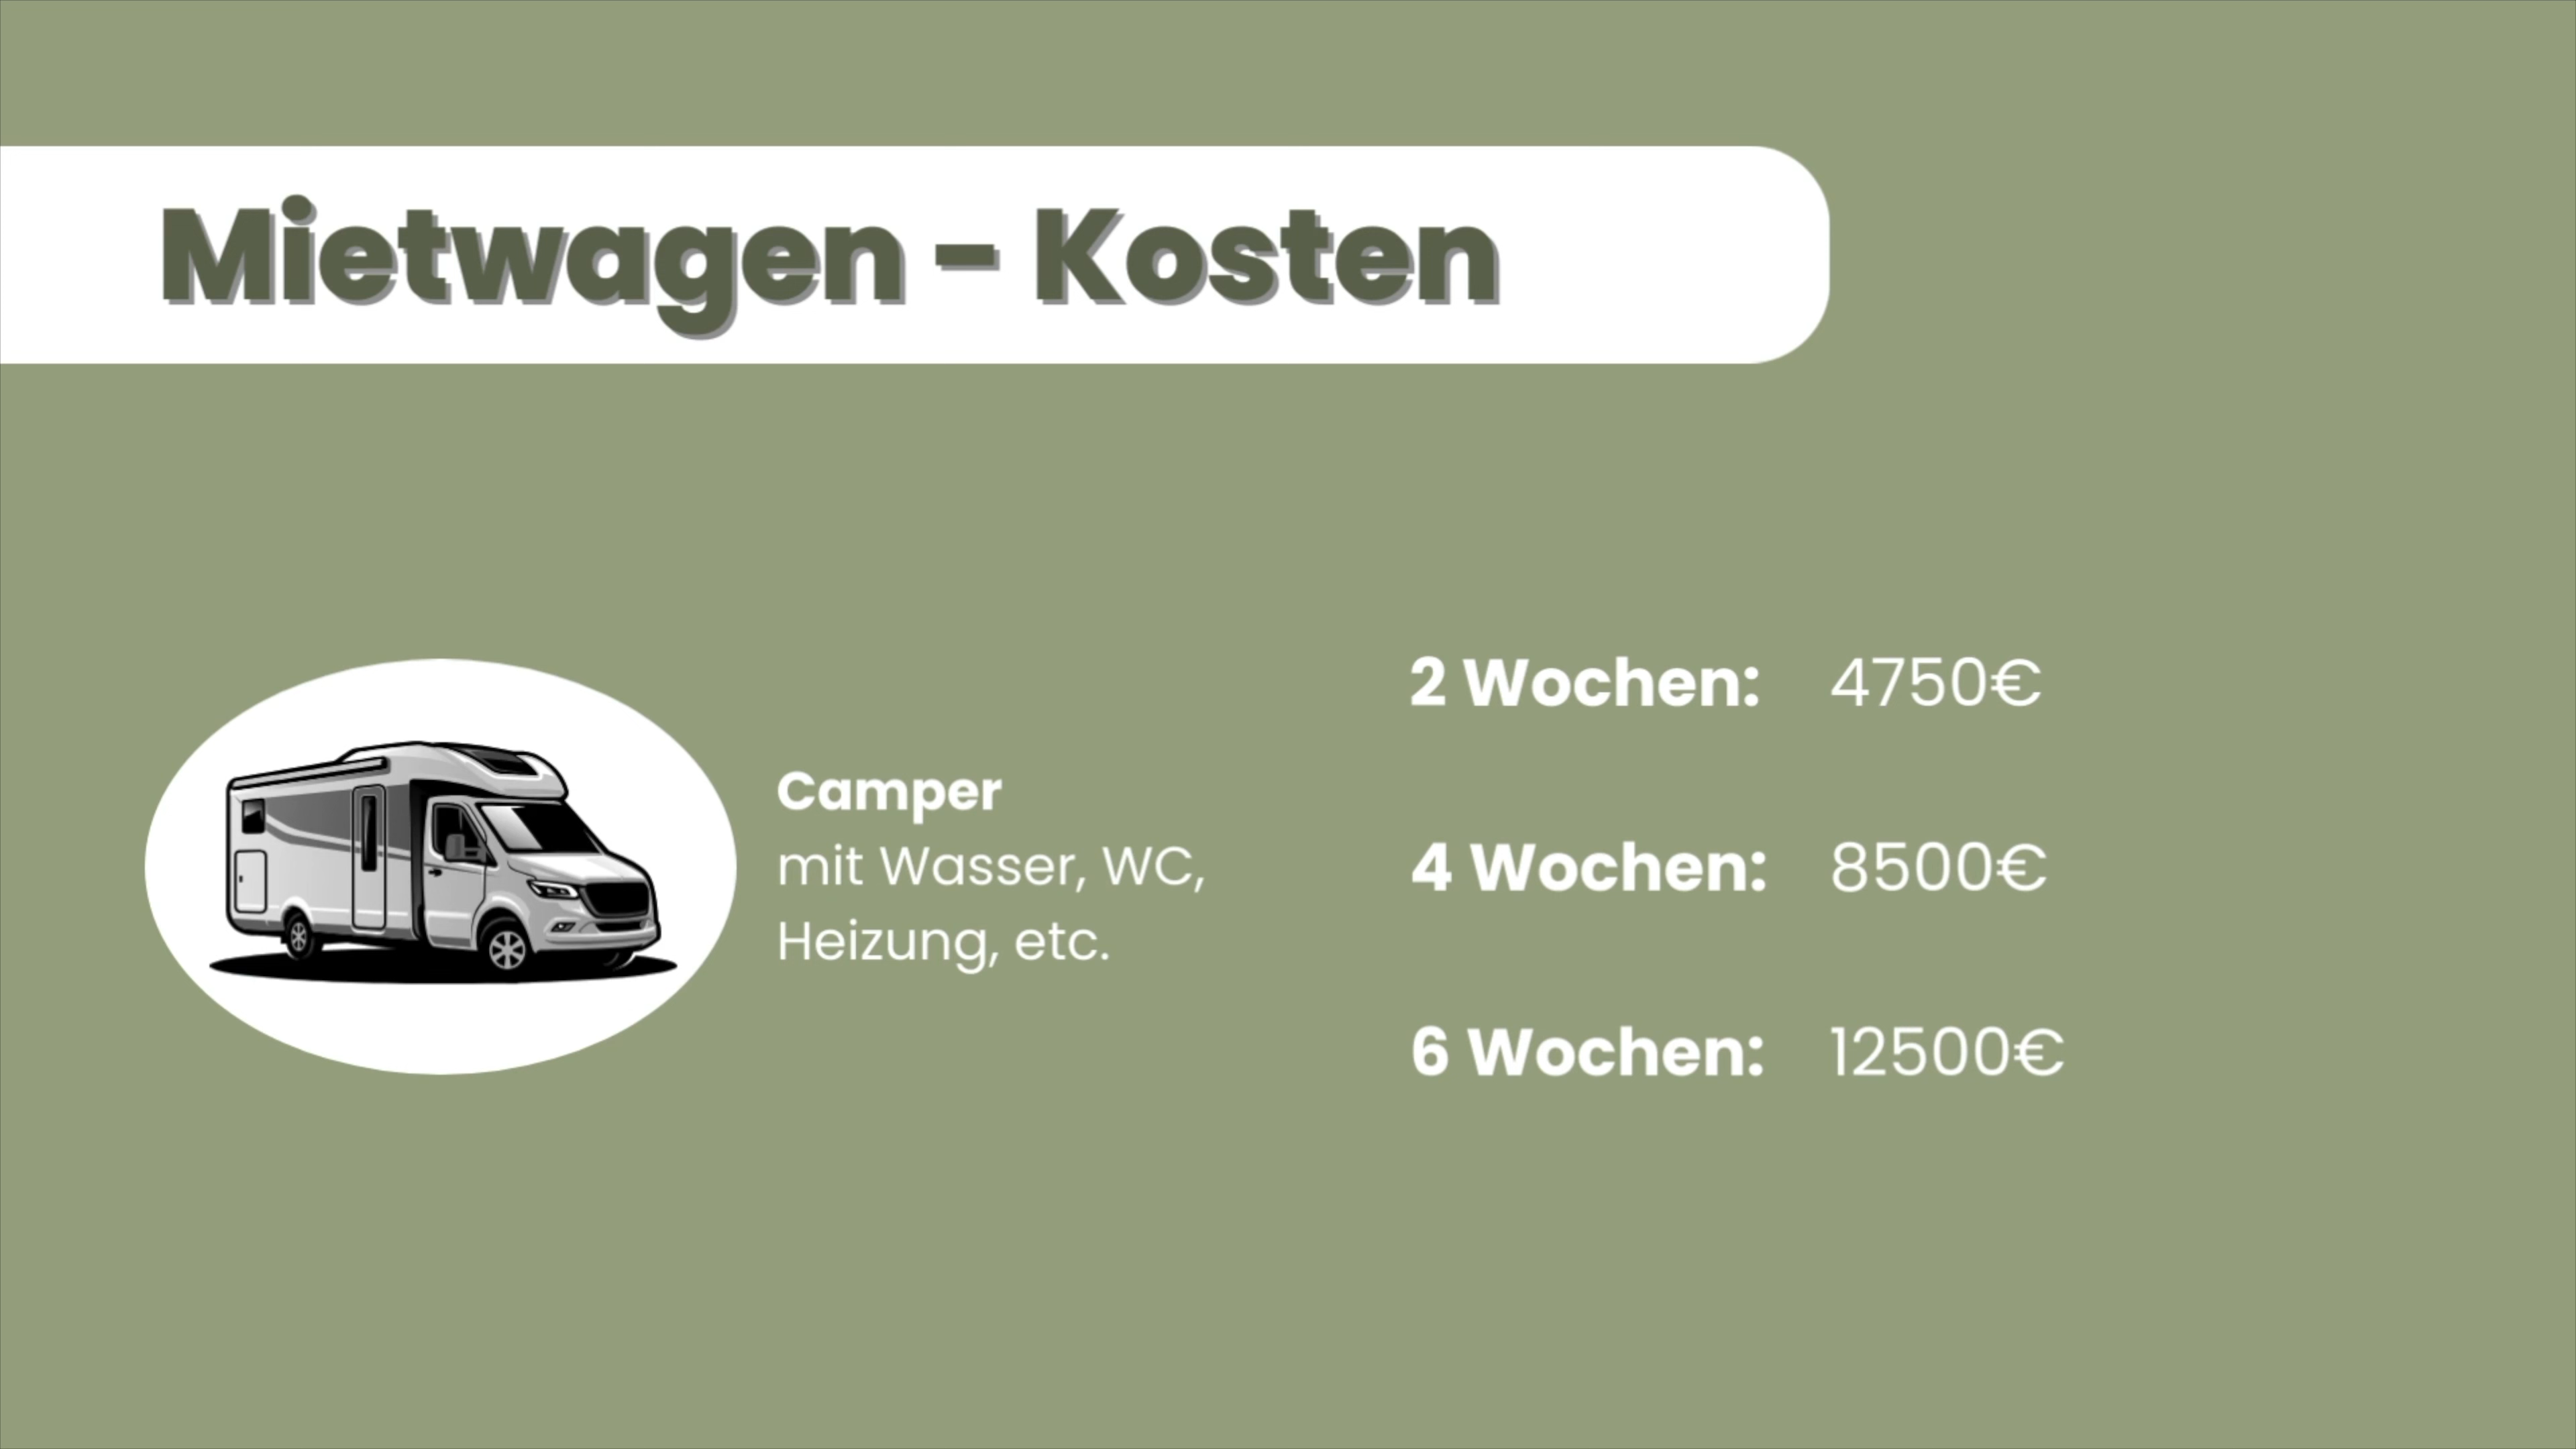 Mietwagen - Kosten
Camper
mit Wasser, WC,
Heizung, etc.
2 Wochen: 4750€
4 Wochen: 8500€
6 Wochen: 12500€